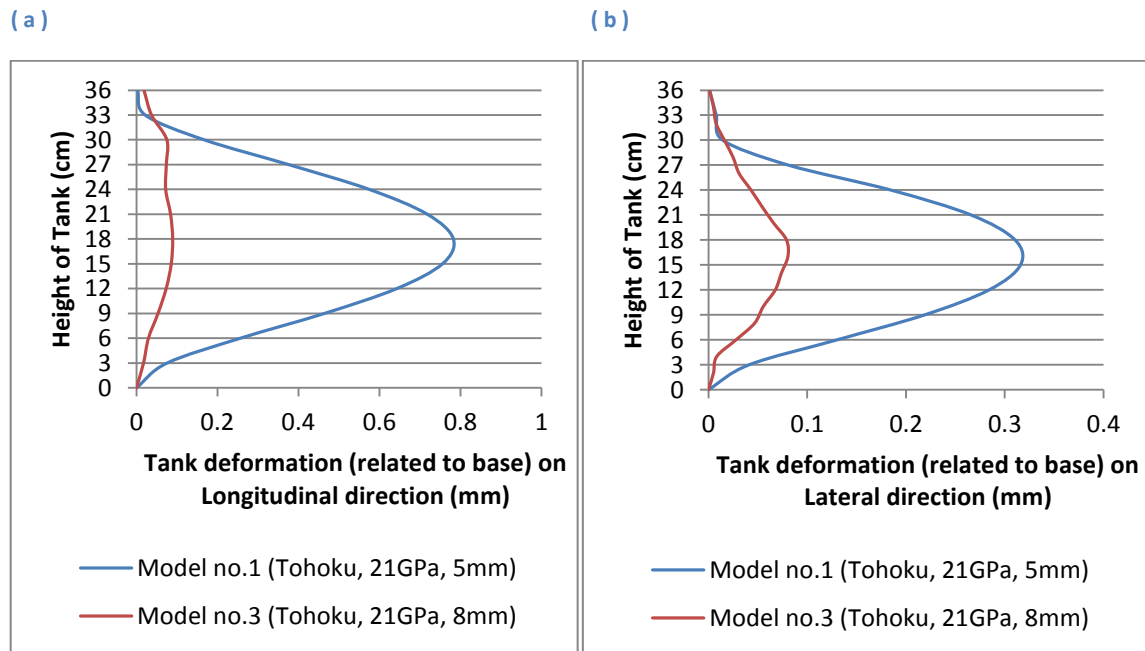 ( a )
36
33
30
27
24
21
18
15
12
9
6
3
0
Height of Tank (cm)
0 0.2 0.4 0.6 0.8 1
Tank deformation (related to base) on
Longitudinal direction (mm)
Model no.1 (Tohoku, 21GPa, 5mm)
Model no.3 (Tohoku, 21GPa, 8mm)
( b )
36
33
30
27
24
21
18
15
12
9
6
3
0
Height of Tank (cm)
0 0.1 0.2 0.3 0.4
Tank deformation (related to base) on
Lateral direction (mm)
Model no.1 (Tohoku, 21GPa, 5mm)
Model no.3 (Tohoku, 21GPa, 8mm)